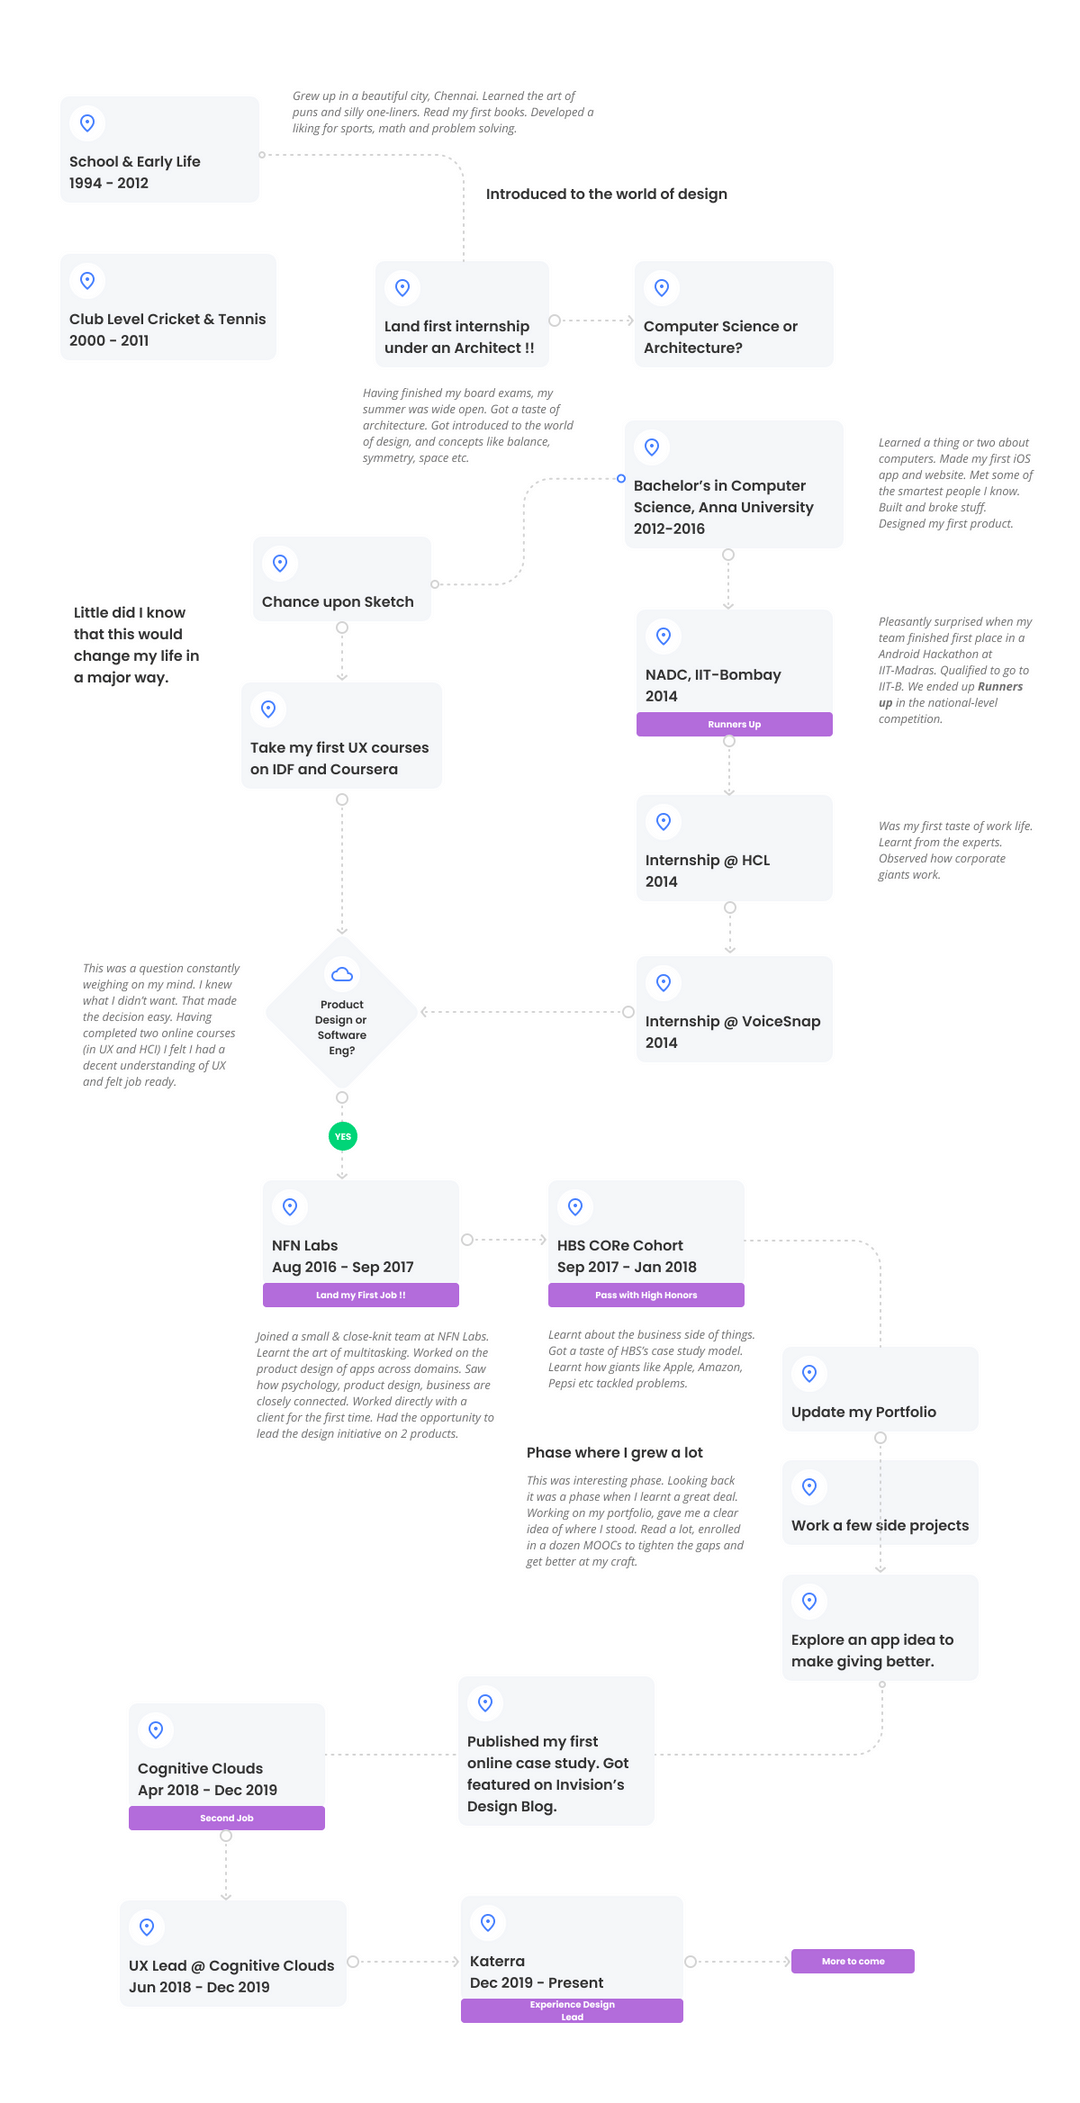 Grew up in a beautiful city, Chennai. Learned the art of
puns and silly one-liners. Read my first books. Developed a
liking for sports, math and problem solving.
School & Early Life
1994 - 2012
Introduced to the world of design
Club Level Cricket & Tennis
2000 - 2011
Land first internship
under an Architect !!
Computer Science or
Architecture?
Having finished my board exams, my
summer was wide open. Got a taste of
architecture. Got introduced to the world
of design, and concepts like balance,
symmetry, space etc.
Bachelor's in Computer
Science, Anna University
2012-2016
Learned a thing or two about
computers. Made my first iOS
app and website. Met some of
the smartest people I know.
Built and broke stuff.
Designed my first product.
Chance upon Sketch
Little did I know
that this would
change my life in
a major way.
NADC, IIT-Bombay
2014
Runners Up
Pleasantly surprised when my
team finished first place in a
Android Hackathon at
IIT-Madras. Qualified to go to
IIT-B. We ended up Runners
up in the national-level
competition.
Take my first UX courses
on IDF and Coursera
Internship @ HCL
2014
Was my first taste of work life.
Learnt from the experts.
Observed how corporate
giants work.
This was a question constantly
weighing on my mind. I knew
what I didn't want. That made
the decision easy. Having
completed two online courses
(in UX and HCI) I felt I had a
decent understanding of UX
and felt job ready.
Product
Design or
Software
Eng?
Internship @ VoiceSnap
2014
YES
NFN Labs
Aug 2016 - Sep 2017
Land my First Job !!
HBS CORe Cohort
Sep 2017 - Jan 2018
Pass with High Honors
Joined a small & close-knit team at NFN Labs.
Learnt the art of multitasking. Worked on the
product design of apps across domains. Saw
how psychology, product design, business are
closely connected. Worked directly with a
client for the first time. Had the opportunity to
lead the design initiative on 2 products.
Learnt about the business side of things.
Got a taste of HBS's case study model.
Learnt how giants like Apple, Amazon,
Pepsi etc tackled problems.
Update my Portfolio
Phase where I grew a lot
This was interesting phase. Looking back
it was a phase when I learnt a great deal.
Working on my portfolio, gave me a clear
idea of where I stood. Read a lot, enrolled
in a dozen MOOCs to tighten the gaps and
get better at my craft.
Work a few side projects
Explore an app idea to
make giving better.
Published my first
online case study. Got
featured on Invision's
Design Blog.
Cognitive Clouds
Apr 2018 - Dec 2019
Second Job
UX Lead @ Cognitive Clouds
Jun 2018 - Dec 2019
Katerra
Dec 2019 - Present
Experience Design
Lead
More to come